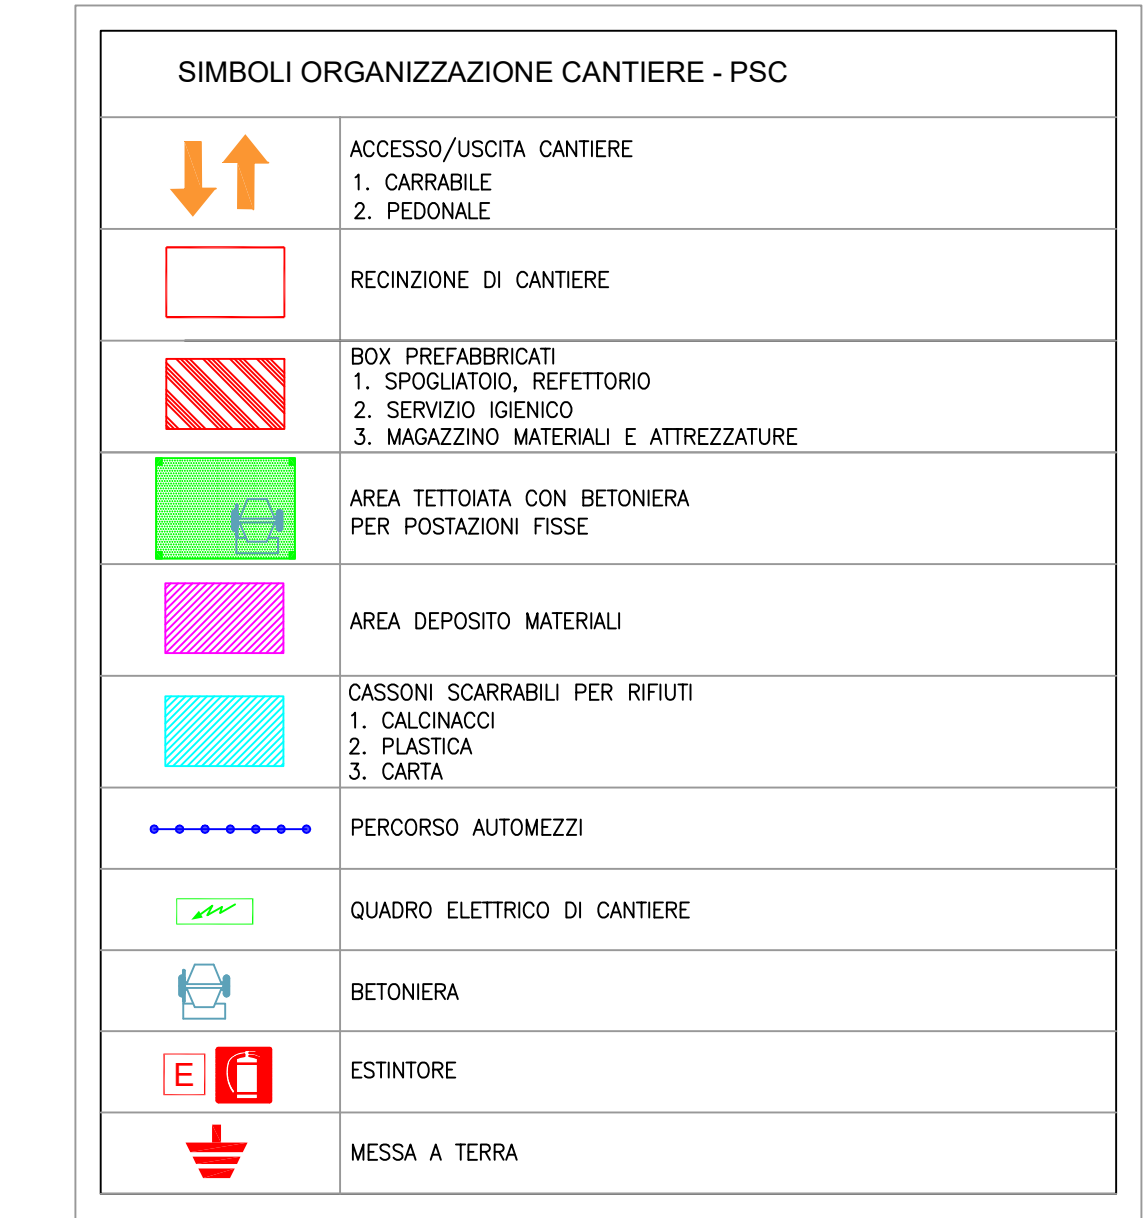 SIMBOLI ORGANIZZAZIONE CANTIERE - PSC
ACCESSO/USCITA CANTIERE
1. CARRABILE
2. PEDONALE
RECINZIONE DI CANTIERE
BOX PREFABBRICATI
1. SPOGLIATOIO, REFETTORIO
2. SERVIZIO IGIENICO
3. MAGAZZINO MATERIALI E ATTREZZATURE
AREA TETTOIATA CON BETONIERA
PER POSTAZIONI FISSE
AREA DEPOSITO MATERIALI
CASSONI SCARRABILI PER RIFIUTI
1. CALCINACCI
2. PLASTICA
3. CARTA
PERCORSO AUTOMEZZI
QUADRO ELETTRICO DI CANTIERE
BETONIERA
E
ESTINTORE
MESSA A TERRA